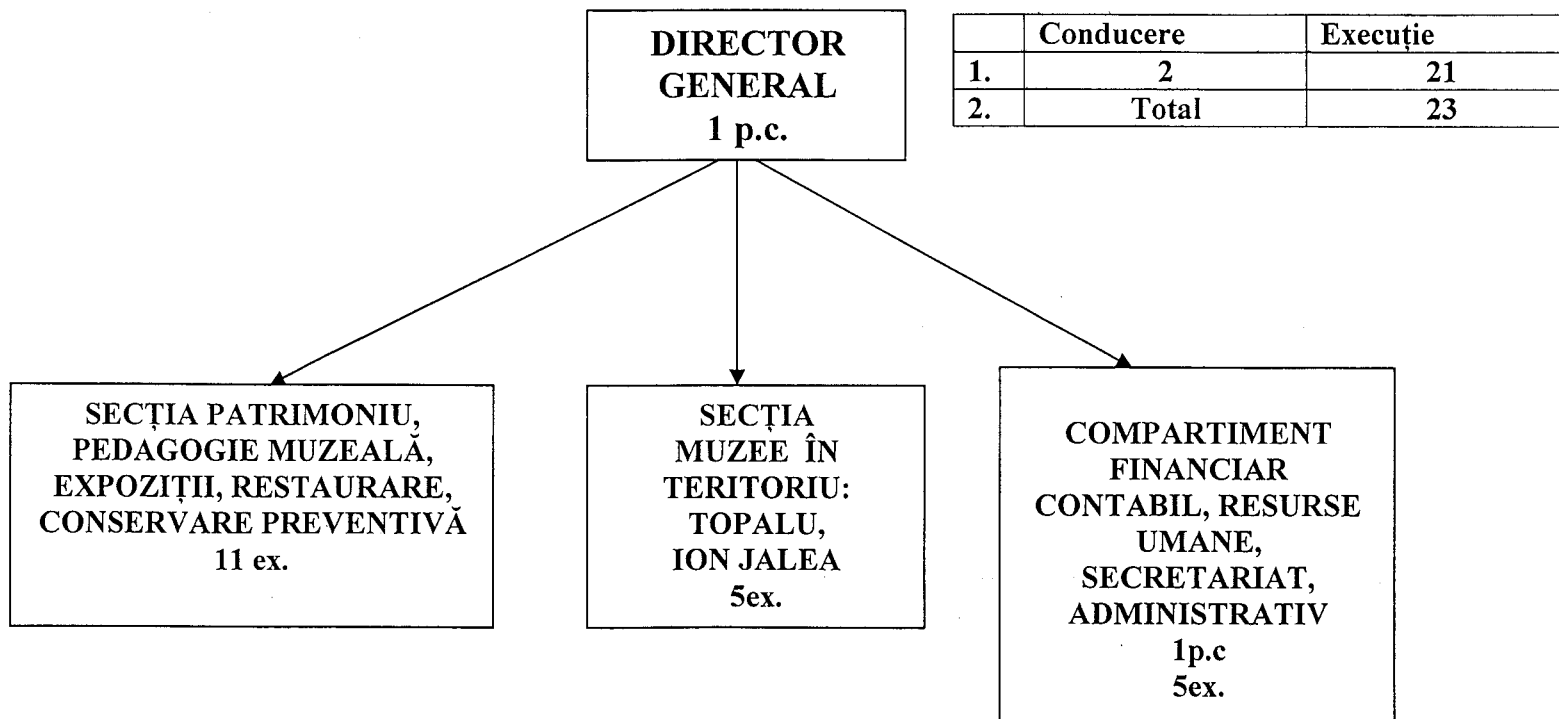 DIRECTOR
GENERAL
1 p.c.
Conducere Execuție
1. 2 21
2. Total 23
SECȚIA PATRIMONIU,
PEDAGOGIE MUZEALĂ,
EXPOZIȚII, RESTAURARE,
CONSERVARE PREVENTIVĂ
11 ex.
SECȚIA
MUZEE ÎN
TERITORIU:
TOPALU,
ION JALEA
5ex.
COMPARTIMENT
FINANCIAR
CONTABIL, RESURSE
UMANE,
SECRETARIAT,
ADMINISTRATIV
1p.c
5ex.